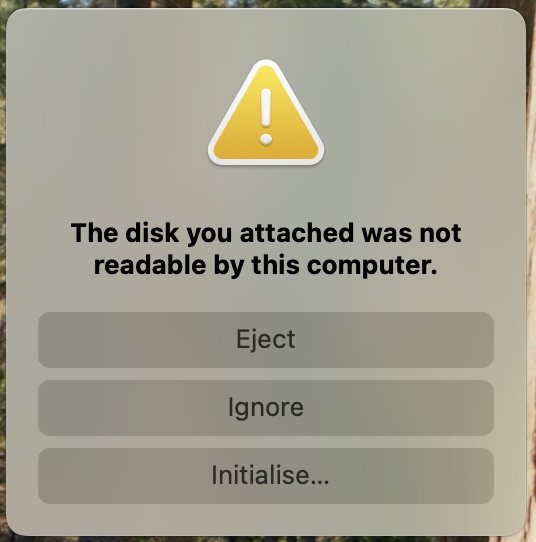 The disk you attached was not
readable by this computer.
Eject
Ignore
Initialise...